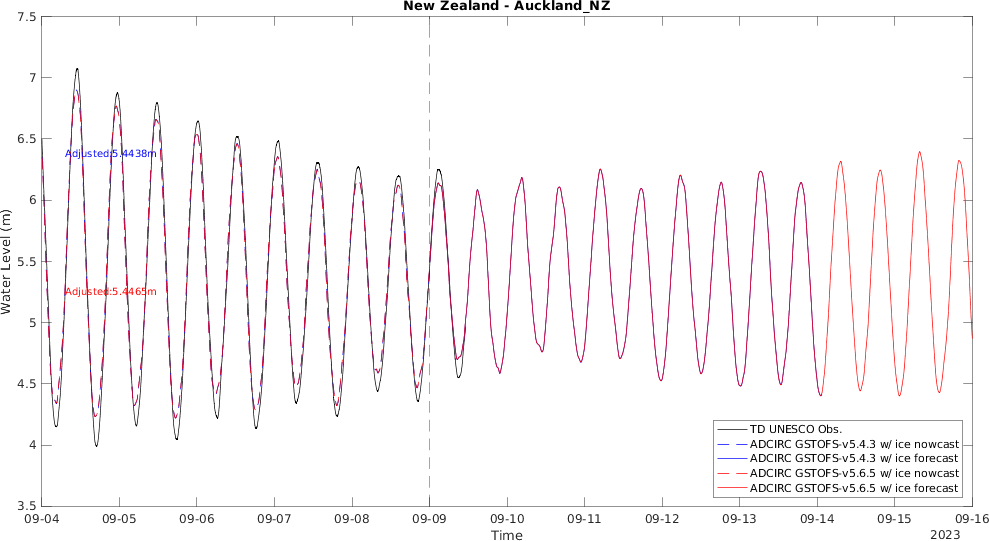 New Zealand - Auckland_NZ
7.5
7
6.5
6
5.5
5
4.5
4
3.5
Water Level (m)
Adjusted:5.4438m
Adjusted:5.4465m
TD UNESCO Obs.
ADCIRC GSTOFS-v5.4.3 w/ ice nowcast
ADCIRC GSTOFS-v5.4.3 w/ ice forecast
ADCIRC GSTOFS-v5.6.5 w/ ice nowcast
ADCIRC GSTOFS-v5.6.5 w/ ice forecast
09-04 09-05 09-06 09-07 09-08 09-09 09-10 09-11 09-12 09-13 09-14 09-15 09-16
Time
2023